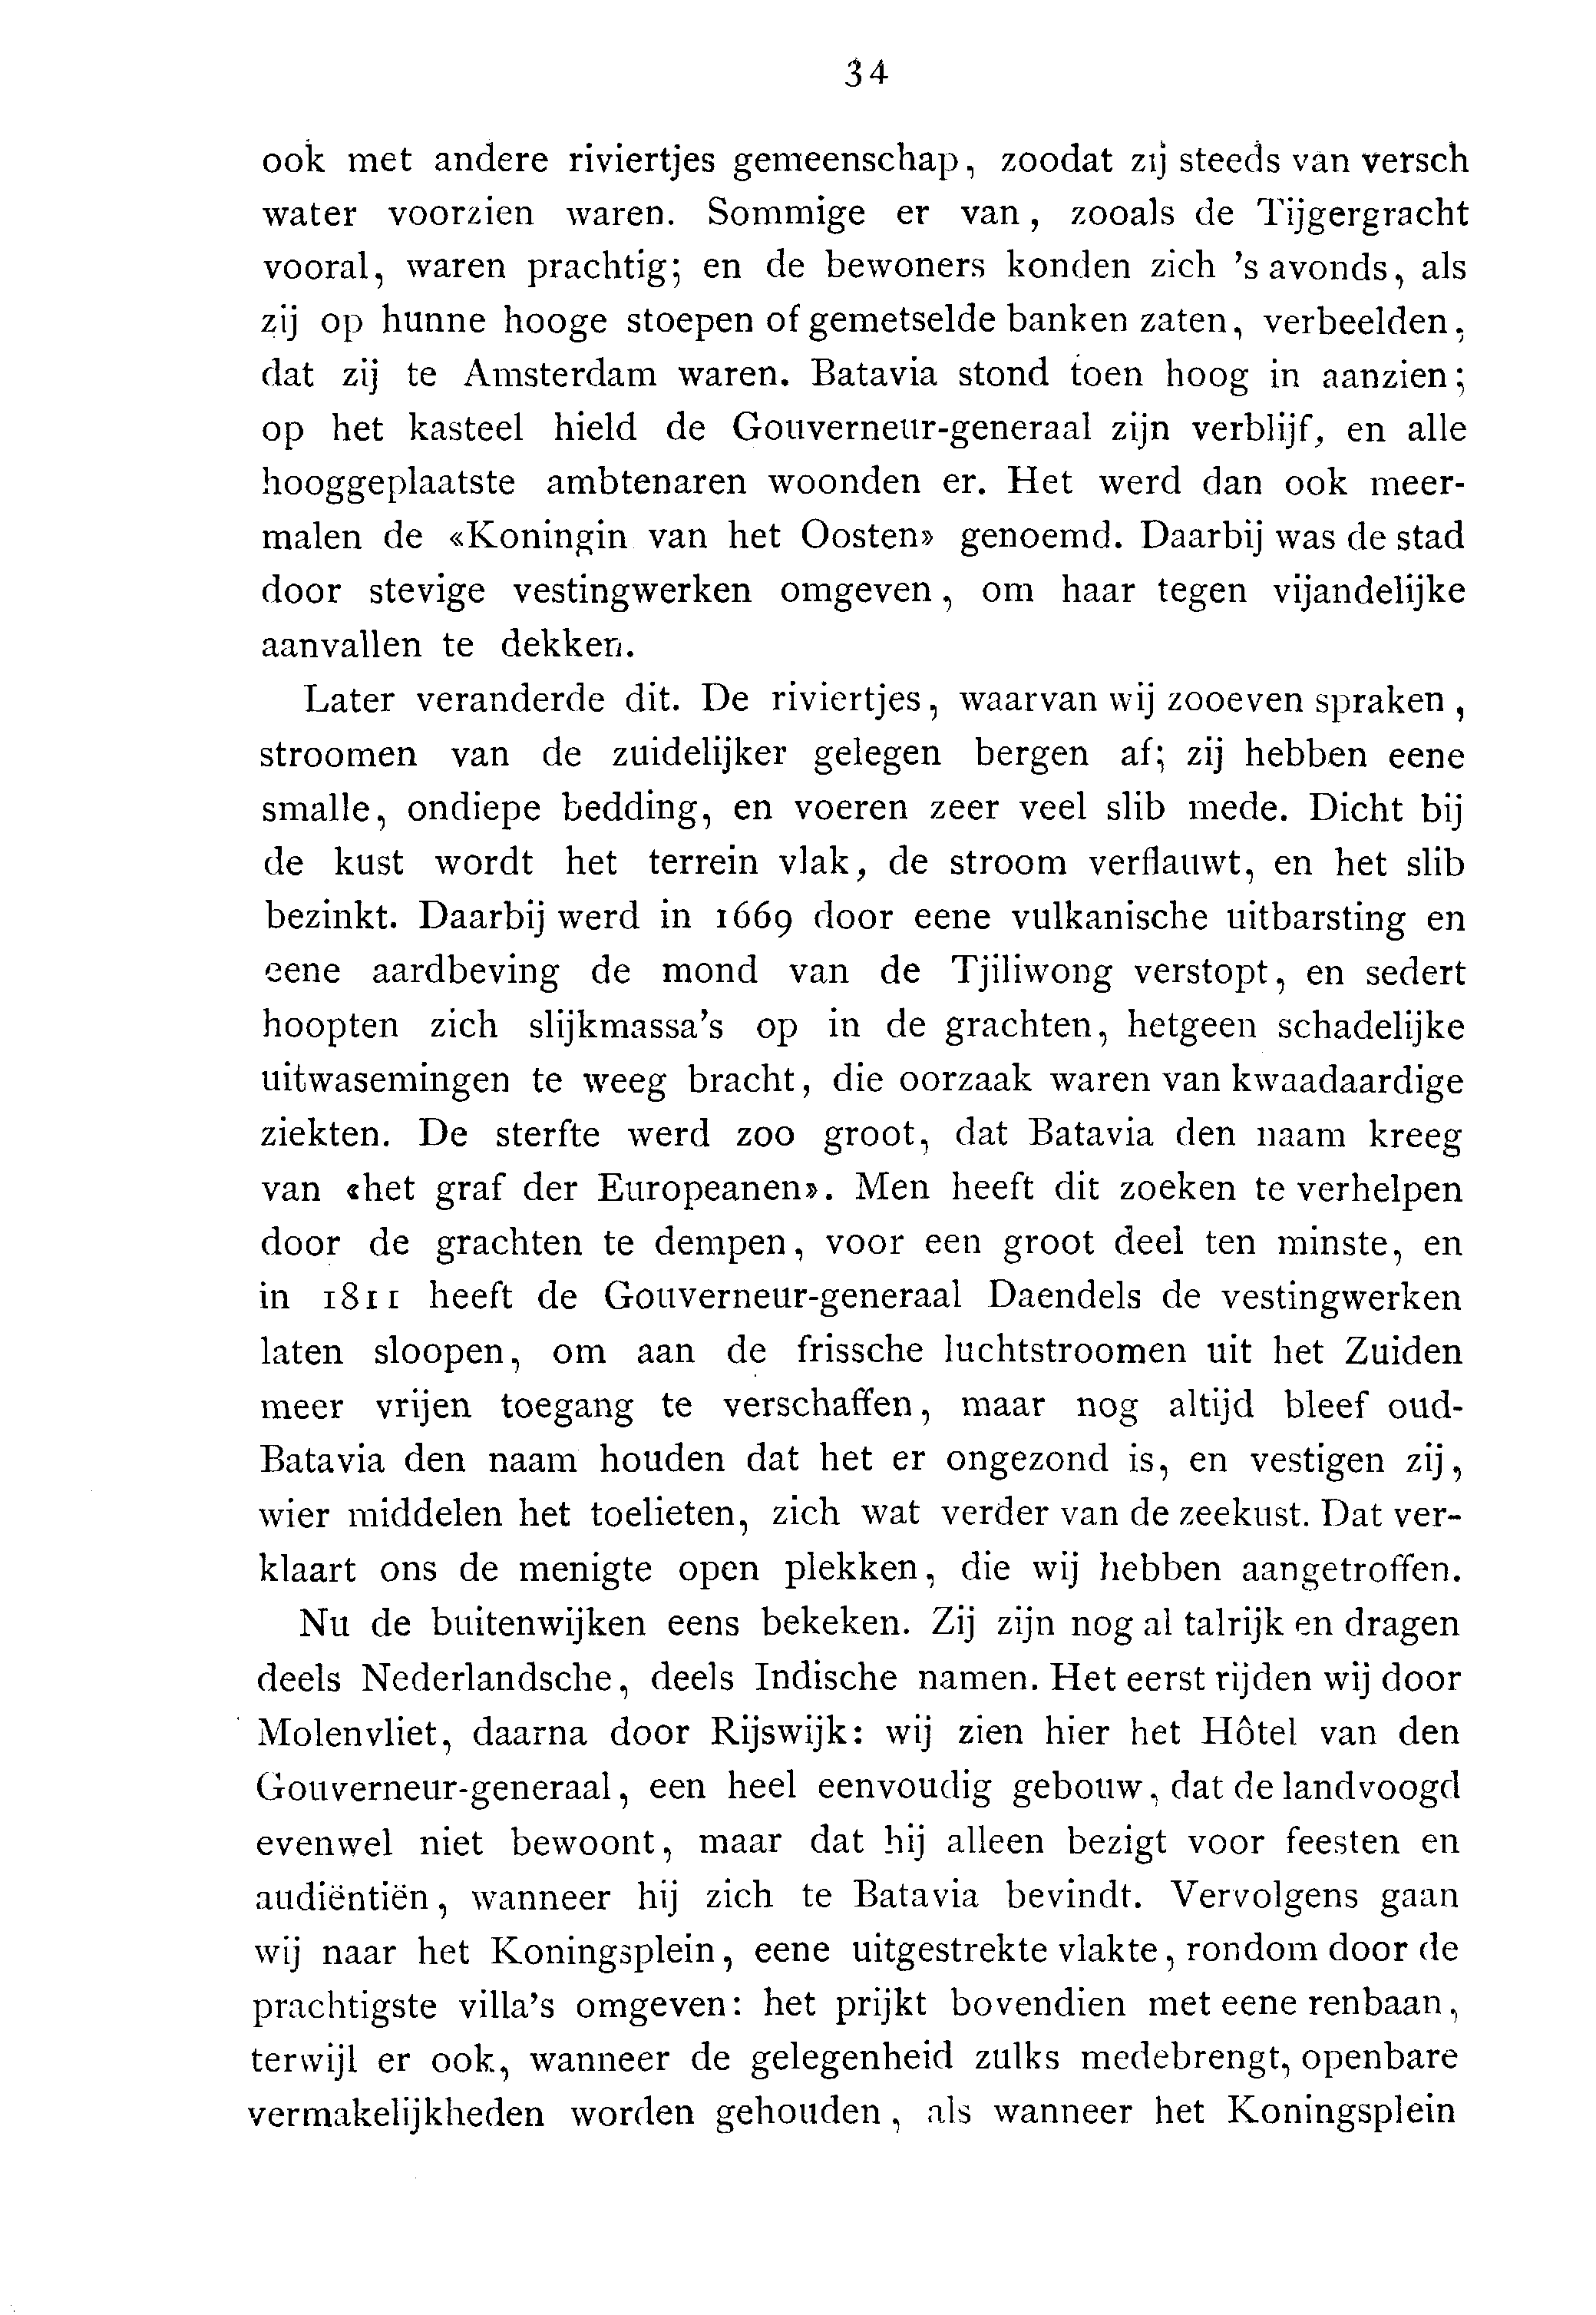 34
ook met andere riviertjes gemeenschap, zoodat zij steeds van versch
water voorzien waren. Sommige er van, zooals de Tijgergracht
vooral, waren prachtig; en de bewoners konden zich 's avonds, als
zij op hunne hooge stoepen of gemetselde banken zaten, verbeelden,
dat zij te Amsterdam waren. Batavia stond toen hoog in aanzien;
op het kasteel hield de Gouverneur-generaal zijn verblijf, en alle
hooggeplaatste ambtenaren woonden er. Het werd dan ook meer-
malen de «Koningin van het Oosten» genoemd. Daarbij was de stad
door stevige vestingwerken omgeven, om haar tegen vijandelijke
aanvallen te dekken.
Later veranderde dit. De riviertjes, waarvan wij zooeven spraken,
stroomen van de zuidelijker gelegen bergen af; zij hebben eene
smalle, ondiepe bedding, en voeren zeer veel slib mede. Dicht bij
de kust wordt het terrein vlak, de stroom verflauwt, en het slib
bezinkt. Daarbij werd in 1669 door eene vulkanische uitbarsting en
eene aardbeving de mond van de Tjiliwong verstopt, en sedert
hoopten zich slijkmassa's op in de grachten, hetgeen schadelijke
uitwasemingen te weeg bracht, die oorzaak waren van kwaadaardige
ziekten. De sterfte werd zoo groot, dat Batavia den naam kreeg
van «het graf der Europeanen». Men heeft dit zoeken te verhelpen
door de grachten te dempen, voor een groot deel ten minste, en
in 1811 heeft de Gouverneur-generaal Daendels de vestingwerken
laten sloopen, om aan de frissche luchtstroomen uit het Zuiden
meer vrijen toegang te verschaffen, maar nog altijd bleef oud-
Batavia den naam houden dat het er ongezond is, en vestigen zij,
wier middelen het toelieten, zich wat verder van de zeekust. Dat ver-
klaart ons de menigte open plekken, die wij hebben aangetroffen.
Nu de buitenwijken eens bekeken. Zij zijn nog al talrijk en dragen
deels Nederlandsche, deels Indische namen. Het eerst rijden wij door
Molenvliet, daarna door Rijswijk: wij zien hier het Hôtel van den
Gouverneur-generaal, een heel eenvoudig gebouw, dat de landvoogd
evenwel niet bewoont, maar dat hij alleen bezigt voor feesten en
audiëntiën, wanneer hij zich te Batavia bevindt. Vervolgens gaan
wij naar het Koningsplein, eene uitgestrekte vlakte, rondom door de
prachtigste villa's omgeven: het prijkt bovendien met eene renbaan,
terwijl er ook, wanneer de gelegenheid zulks medebrengt, openbare
vermakelijkheden worden gehouden, als wanneer het Koningsplein